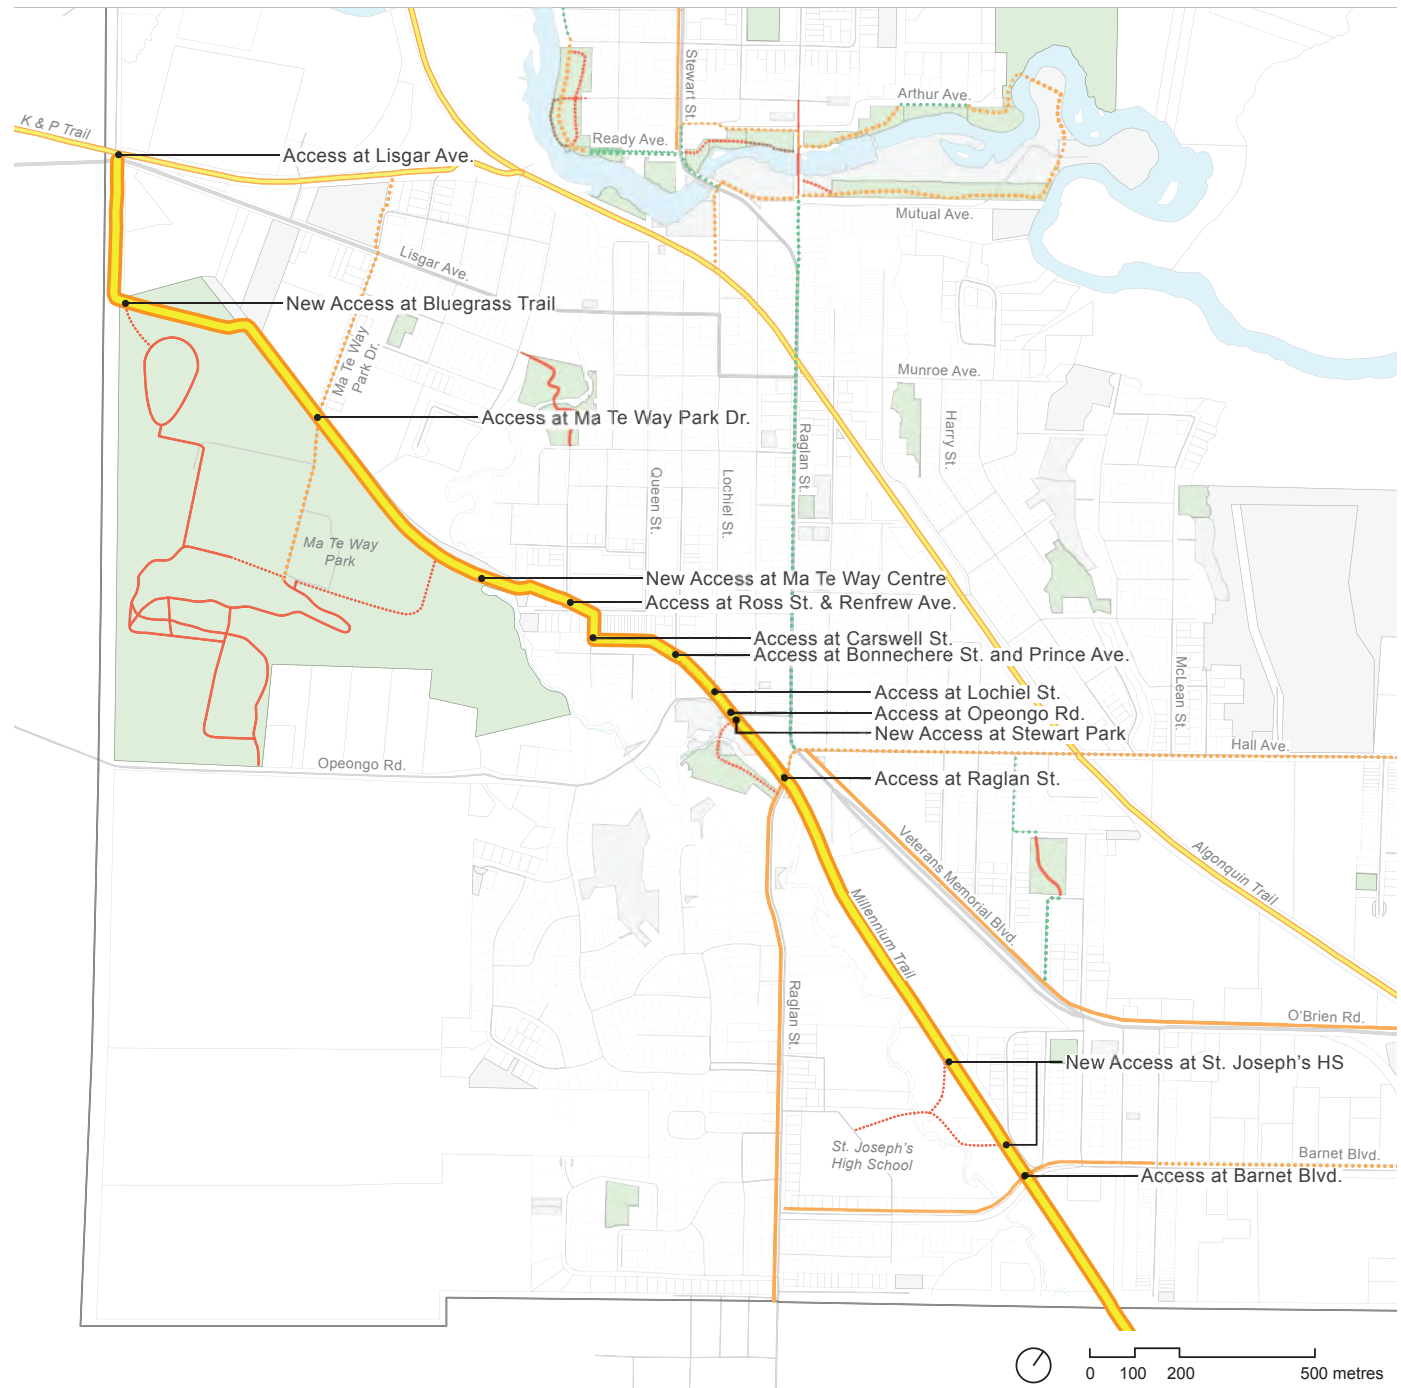 Stewart St.
Arthur Ave.
K & P Trail
Ready Ave.
Access at Lisgar Ave.
Mutual Ave.
Lisgar Ave.
New Access at Bluegrass Trail
Ma Te Way
Park Dr.
Munroe Ave.
Access at Ma Te Way Park Dr.
Harry St.
Raglan St.
Queen St.
Lochiel St.
Ma Te Way
Park
New Access at Ma Te Way Centre
Access at Ross St. & Renfrew Ave.
Access at Carswell St.
Access at Bonnechere St. and Prince Ave.
McLean St.
Access at Lochiel St.
Access at Opeongo Rd.
New Access at Stewart Park
Hall Ave.
Opeongo Rd.
Access at Raglan St.
Veterans Memorial Blvd.
Algonquin Trail
Millennium Trail
Raglan St.
O'Brien Rd.
New Access at St. Joseph's HS
St. Joseph's
High School
Barnet Blvd.
Access at Barnet Blvd.
0 100 200 500 metres